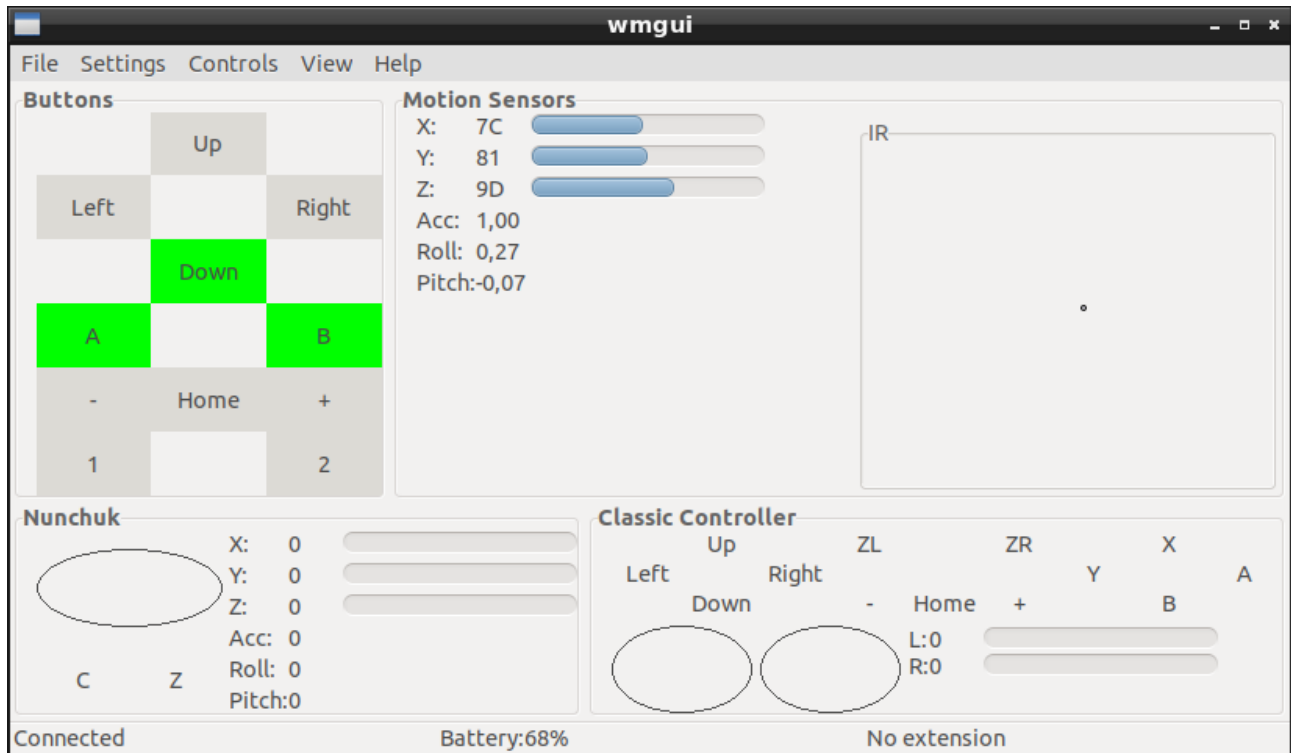 wmgui
File Settings Controls View Help
Buttons
Up
Left Right
Down
A B
- Home +
1 2
Motion Sensors
X: 7C
Y: 81
Z: 9D
Acc: 1,00
Roll: 0,27
Pitch:-0,07
IR
Nunchuk
X: 0
Y: 0
Z: 0
Acc: 0
Roll: 0
Pitch:0
C Z
Classic Controller
Up ZL ZR X
Left Right Y A
Down - Home + B
L:0
R:0
Connected Battery:68% No extension